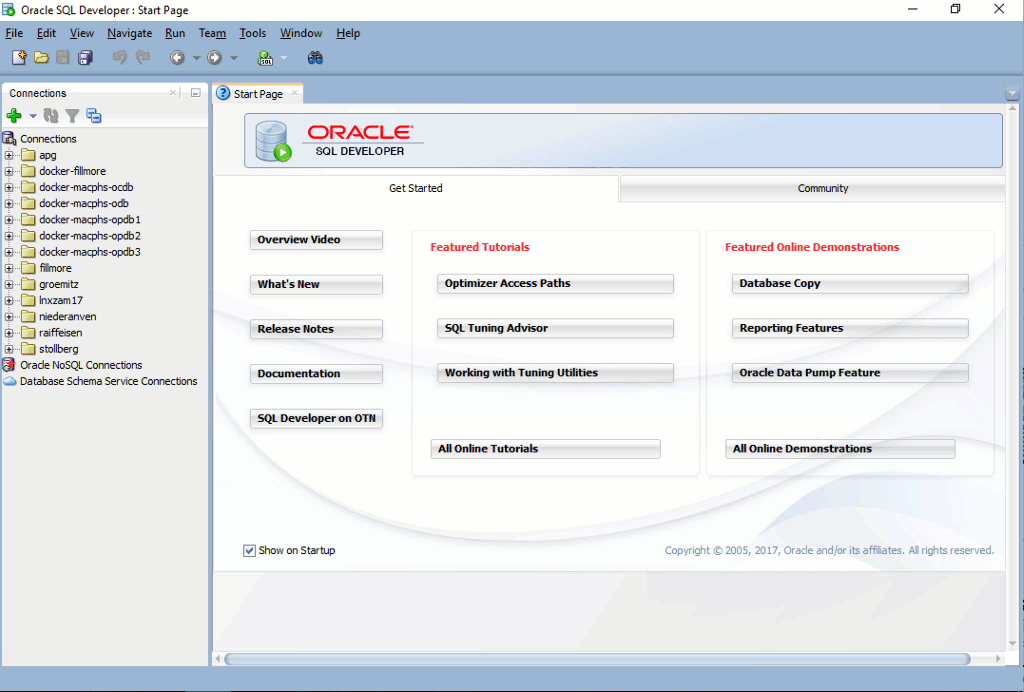 Oracle SQL Developer : Start Page
File Edit View Navigate Run Team Tools Window Help
Connections
Start Page
Connections
apg
docker-fillmore
docker-macphs-ocdb
docker-macphs-odb
docker-macphs-opdb1
docker-macphs-opdb2
docker-macphs-opdb3
fillmore
groemitz
lnxzam17
niederanven
raiffeisen
stollberg
Oracle NoSQL Connections
Database Schema Service Connections
ORACLE
SQL DEVELOPER
Get Started
Community
Overview Video
What's New
Release Notes
Documentation
SQL Developer on OTN
Featured Tutorials
Optimizer Access Paths
SQL Tuning Advisor
Working with Tuning Utilities
All Online Tutorials
Featured Online Demonstrations
Database Copy
Reporting Features
Oracle Data Pump Feature
All Online Demonstrations
Show on Startup
Copyright © 2005, 2017, Oracle and/or its affiliates. All rights reserved.